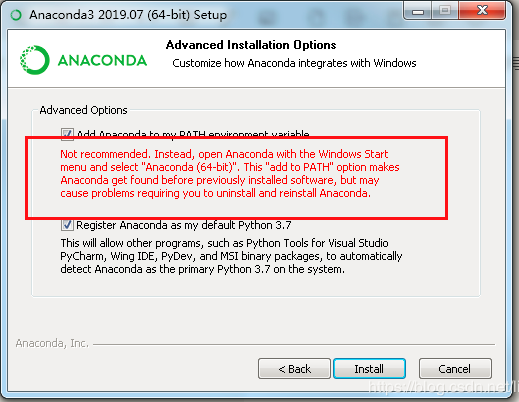 Anaconda3 2019.07 (64-bit) Setup
ANACONDA
Advanced Installation Options
Customize how Anaconda integrates with Windows
Advanced Options
Add Anaconda to my PATH environment variable
Not recommended. Instead, open Anaconda with the Windows Start
menu and select "Anaconda (64-bit)". This "add to PATH" option makes
Anaconda get found before previously installed software, but may
cause problems requiring you to uninstall and reinstall Anaconda.
Register Anaconda as my default Python 3.7
This will allow other programs, such as Python Tools for Visual Studio
PyCharm, Wing IDE, PyDev, and MSI binary packages, to automatically
detect Anaconda as the primary Python 3.7 on the system.
Anaconda, Inc.
< Back
Install
Cancel
https://blog.csdn.net/li